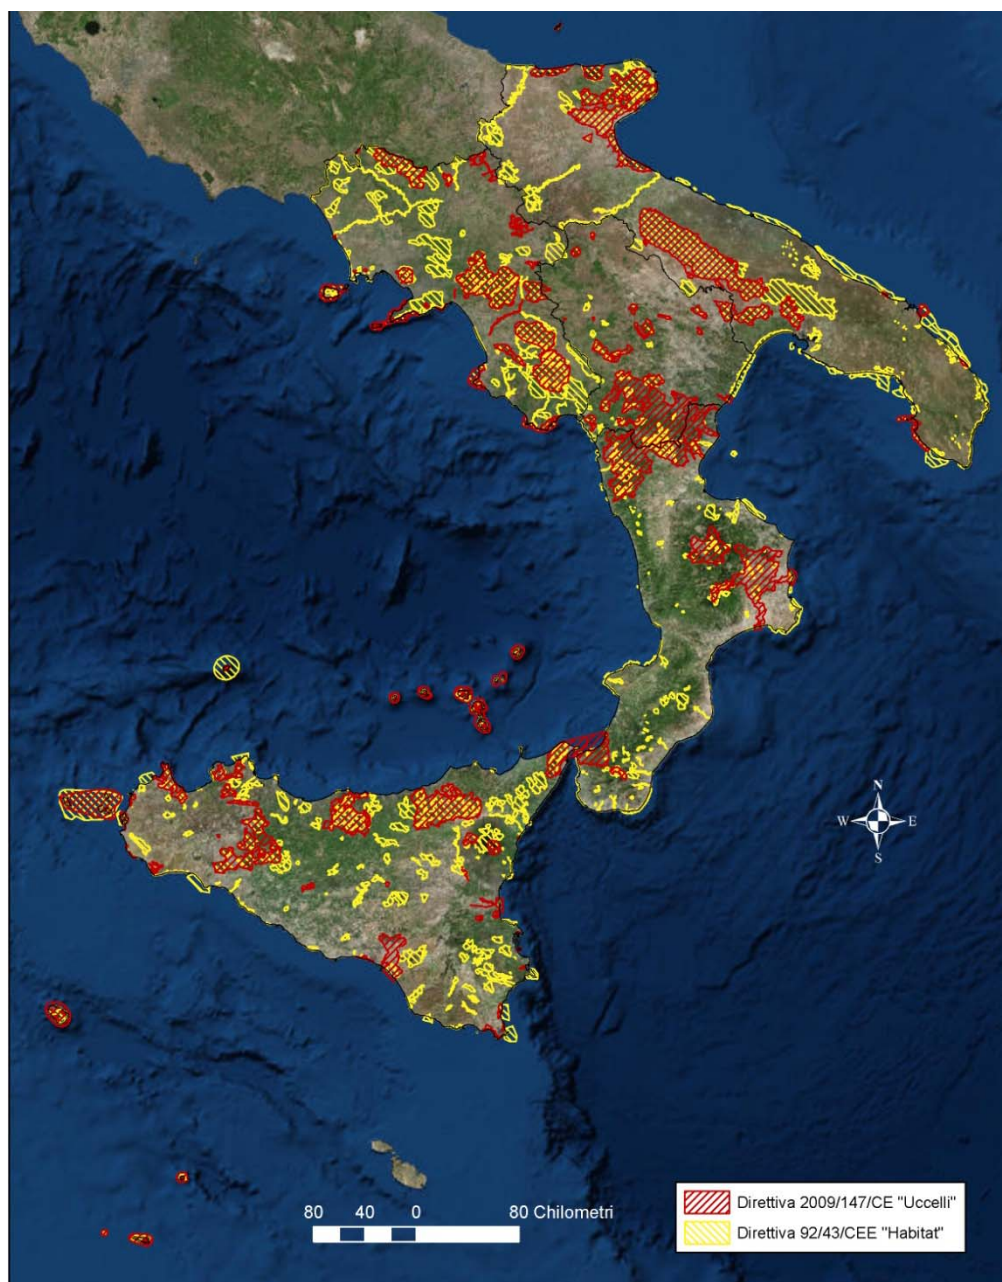 N
W E
S
80 40 0 80 Chilometri
Direttiva 2009/147/CE "Uccelli"
Direttiva 92/43/CEE "Habitat"